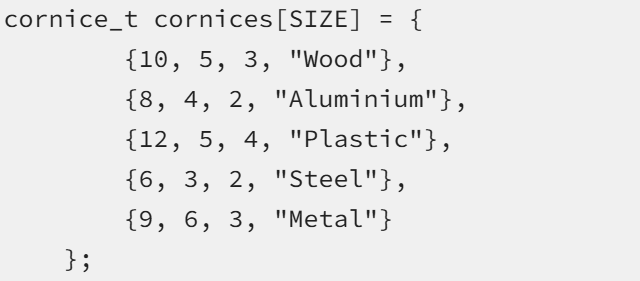 cornice_t cornices[SIZE] = {
        {10, 5, 3, "Wood"},
        {8, 4, 2, "Aluminium"},
        {12, 5, 4, "Plastic"},
        {6, 3, 2, "Steel"},
        {9, 6, 3, "Metal"}
    };